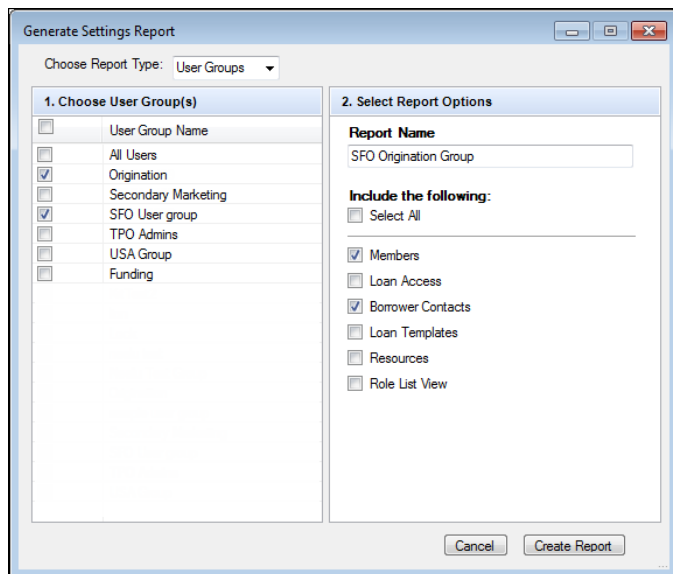 Generate Settings Report
Choose Report Type: User Groups
1. Choose User Group(s)
User Group Name
All Users
Origination
Secondary Marketing
SFO User group
TPO Admins
USA Group
Funding
2. Select Report Options
Report Name
SFO Origination Group
Include the following:
Select All
Members
Loan Access
Borrower Contacts
Loan Templates
Resources
Role List View
Cancel Create Report